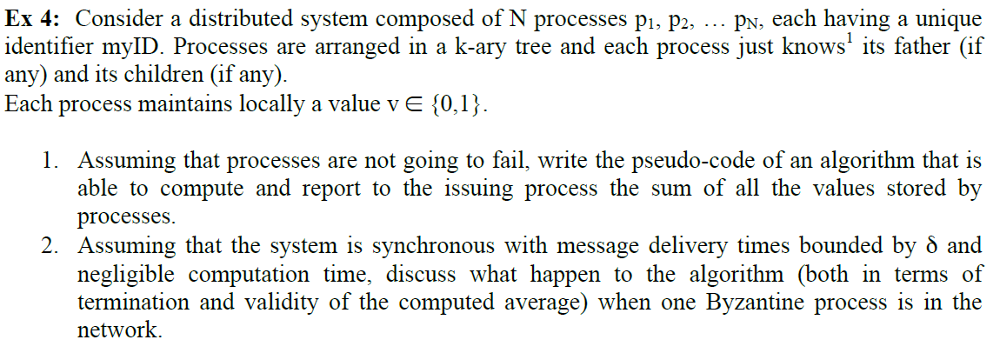 Ex 4: Consider a distributed system composed of N processes p1, p2, … pN, each having a unique
identifier myID. Processes are arranged in a k-ary tree and each process just knows1 its father (if
any) and its children (if any).
Each process maintains locally a value v ∈ {0,1}.
1. Assuming that processes are not going to fail, write the pseudo-code of an algorithm that is
able to compute and report to the issuing process the sum of all the values stored by
processes.
2. Assuming that the system is synchronous with message delivery times bounded by δ and
negligible computation time, discuss what happen to the algorithm (both in terms of
termination and validity of the computed average) when one Byzantine process is in the
network.